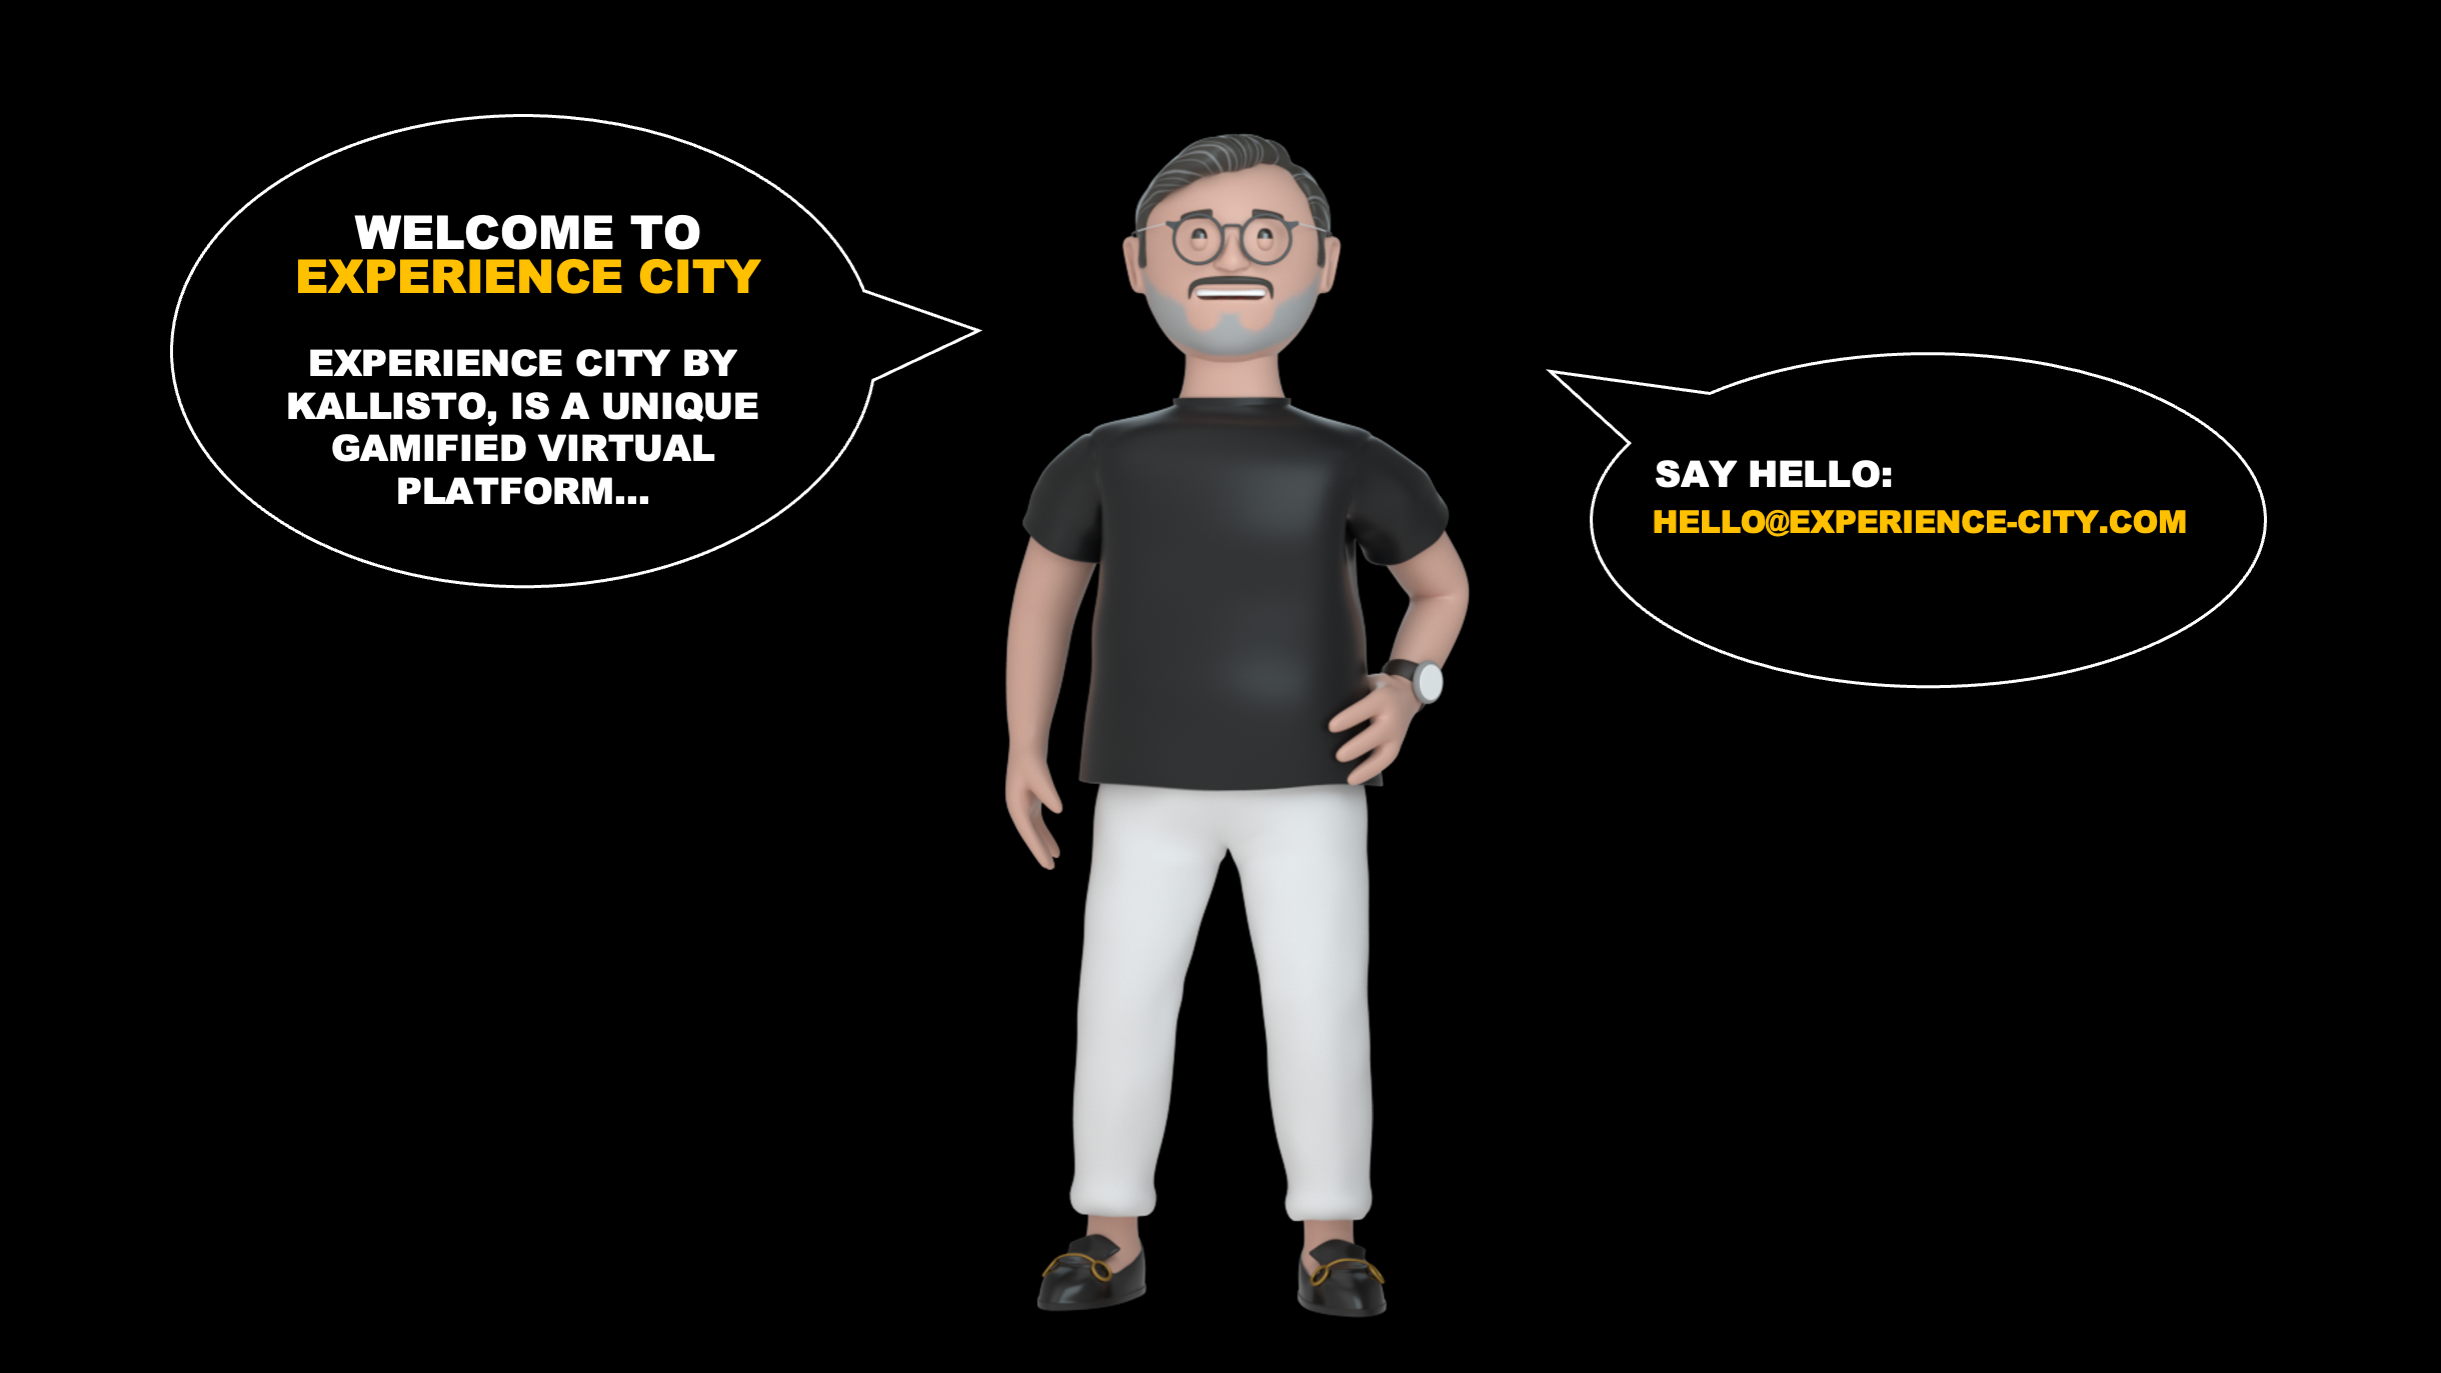 WELCOME TO
EXPERIENCE CITY
EXPERIENCE CITY BY
KALLISTO, IS A UNIQUE
GAMIFIED VIRTUAL
PLATFORM...
SAY HELLO:
HELLO@EXPERIENCE-CITY.COM